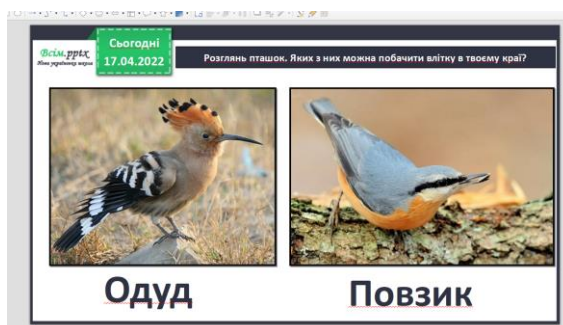 Всім.pptx
Нова українська школа
Сьогодні
17.04.2022
Розглянь пташок. Яких з них можна побачити влітку в твоєму краї?
Одуд
Повзик